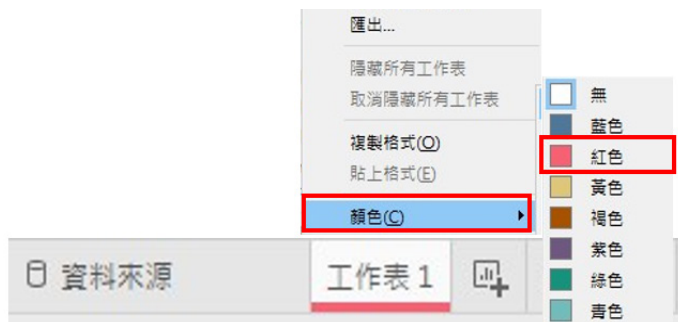 匯出...
隱藏所有工作表
取消隱藏所有工作表
複製格式(O)
貼上格式(E)
顏色(C)
無
藍色
紅色
黃色
褐色
紫色
綠色
青色
資料來源
工作表 1